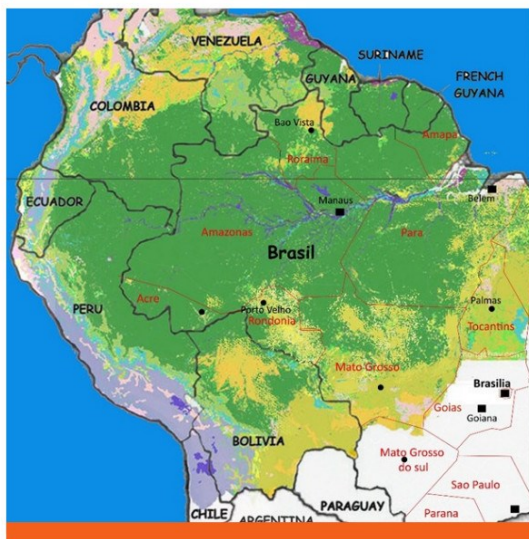 VENEZUELA
SURINAME
GUYANA
FRENCH
GUYANA
COLOMBIA
Bao Vista
Amapa
Roraima
ECUADOR
Manaus
Belem
Amazonas
Para
Brasil
PERU
Acre
Porto Velho
Rondonia
Palmas
Tocantins
Mato Grosso
Brasilia
Goias
Goiana
BOLIVIA
Mato Grosso
do sul
Sao Paulo
PARAGUAY
CHILE
Parana
ARGENTINA